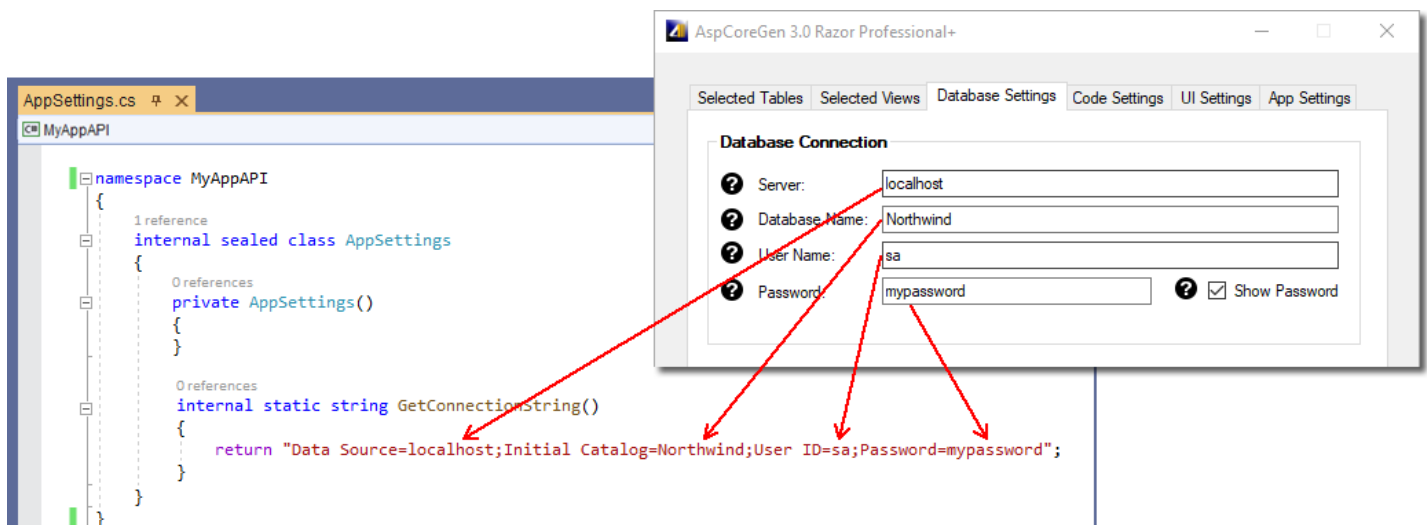 AspCoreGen 3.0 Razor Professional+
Selected Tables Selected Views Database Settings Code Settings UI Settings App Settings
Database Connection
Server: localhost
Database Name: Northwind
User Name: sa
Password: mypassword Show Password
AppSettings.cs
MyAppAPI
namespace MyAppAPI
{
1 reference
internal sealed class AppSettings
{
0 references
private AppSettings()
{
}
0 references
internal static string GetConnectionString()
{
return "Data Source=localhost;Initial Catalog=Northwind;User ID=sa;Password=mypassword";
}
}
}